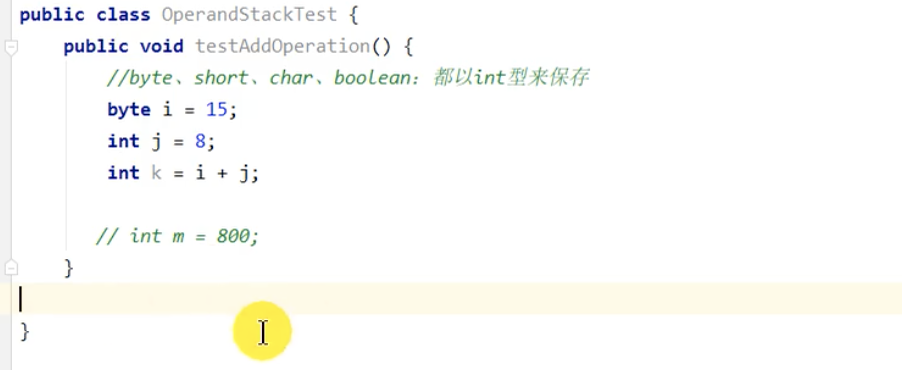 public class OperandStackTest {
public void testAddOperation() {
//byte、short、char、boolean：都以int型来保存
byte i = 15;
int j = 8;
int k = i + j;
// int m = 800;
}
}